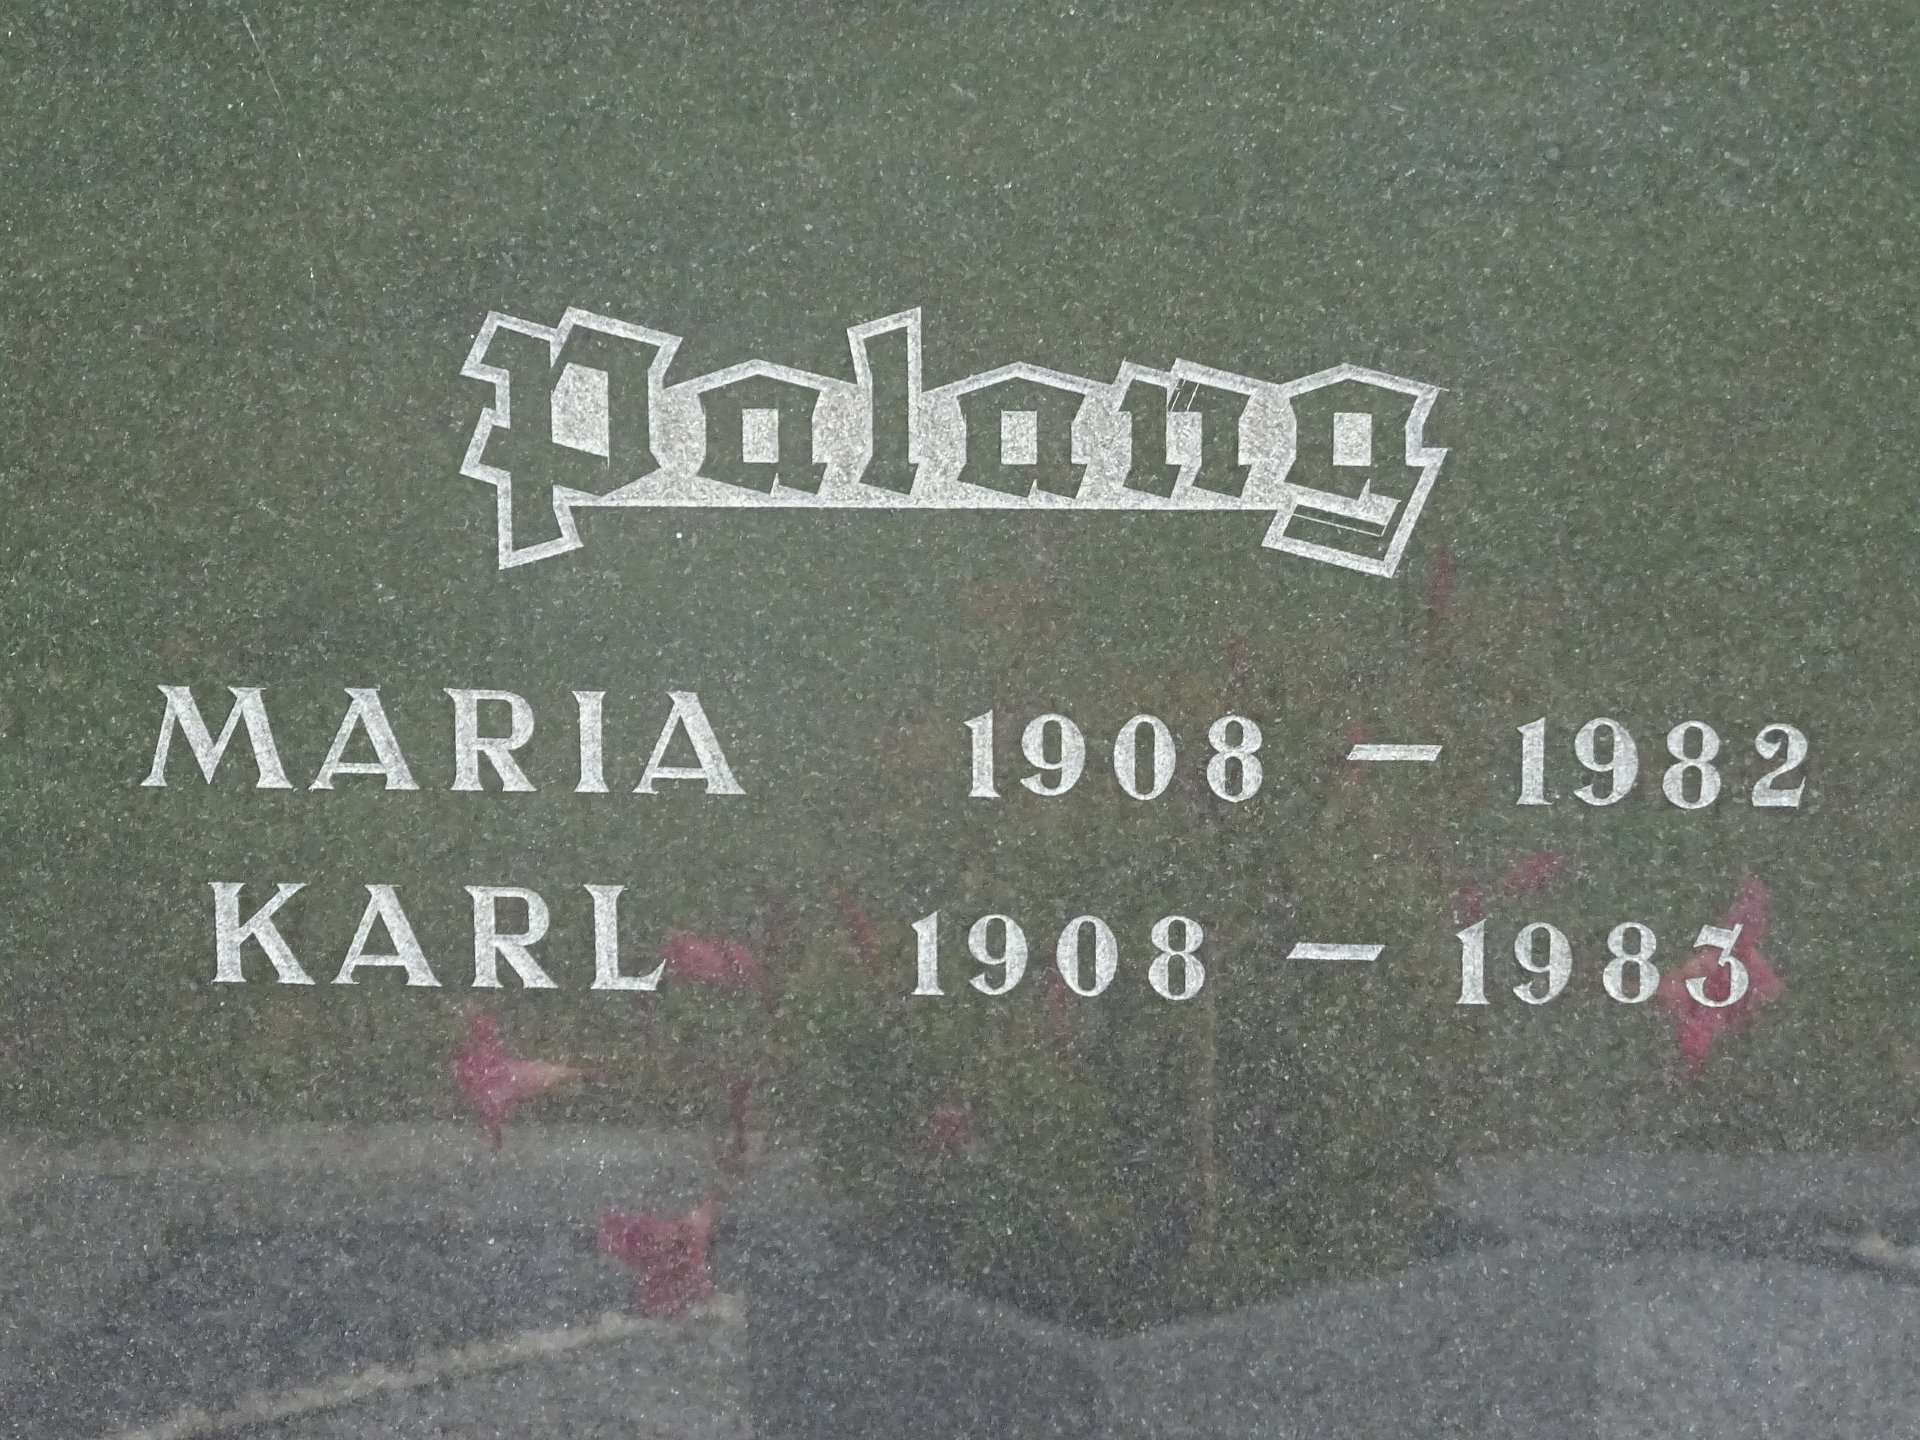 Palang
MARIA 1908 – 1982
KARL 1908 – 1983